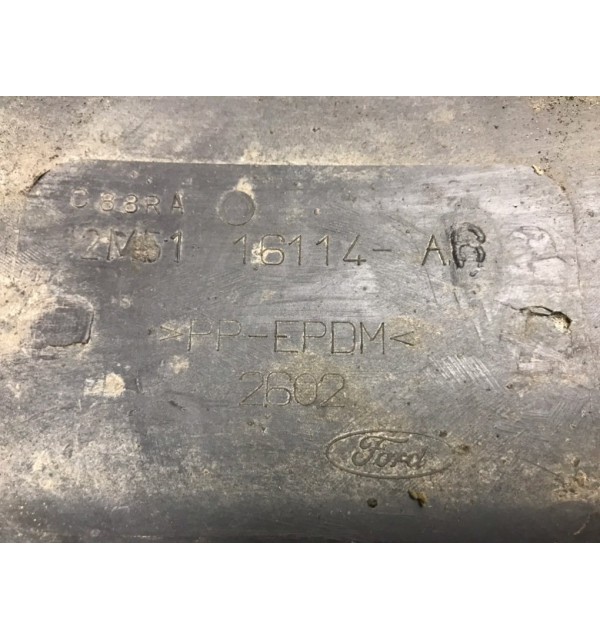 C88RA
2M51 16114- AB
>PP-EPDM<
2602
Ford